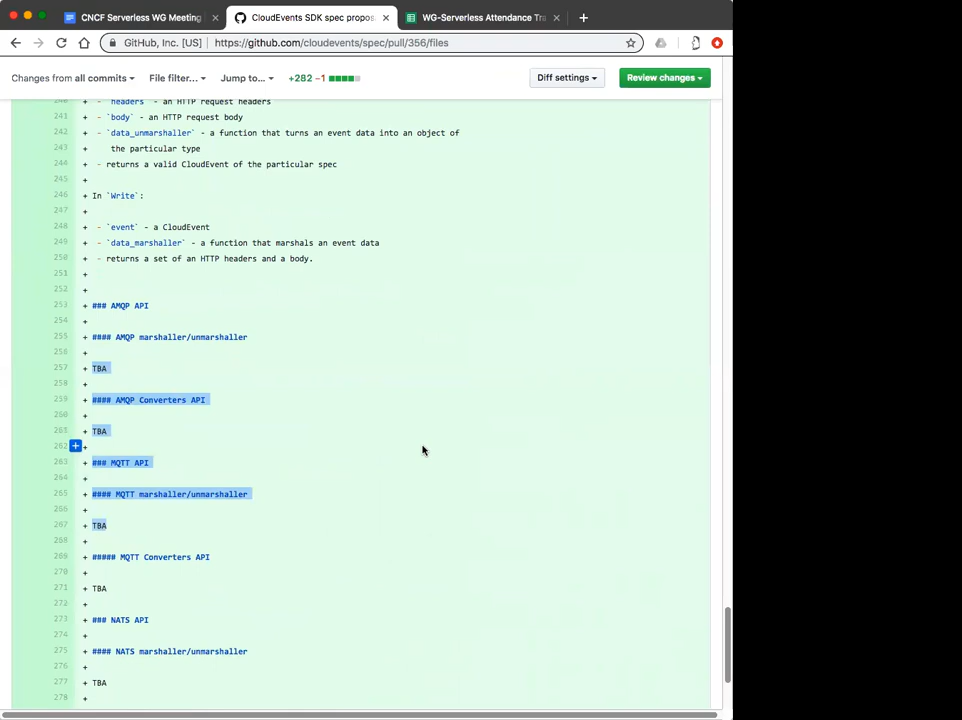 CNCF Serverless WG Meeting
CloudEvents SDK spec propos
WG-Serverless Attendance Tra
GitHub, Inc. [US] https://github.com/cloudevents/spec/pull/356/files
Changes from all commits File filter... Jump to... +282 −1 Diff settings Review changes
240 + - `headers` - an HTTP request headers
241 + - `body` - an HTTP request body
242 + - `data_unmarshaller` - a function that turns an event data into an object of
243 + the particular type
244 + - returns a valid CloudEvent of the particular spec
245 +
246 + In `Write`:
247 +
248 + - `event` - a CloudEvent
249 + - `data_marshaller` - a function that marshals an event data
250 + - returns a set of an HTTP headers and a body.
251 +
252 +
253 + ### AMQP API
254 +
255 + #### AMQP marshaller/unmarshaller
256 +
257 + TBA
258 +
259 + #### AMQP Converters API
260 +
261 + TBA
262 +
263 + ### MQTT API
264 +
265 + #### MQTT marshaller/unmarshaller
266 +
267 + TBA
268 +
269 + ##### MQTT Converters API
270 +
271 + TBA
272 +
273 + ### NATS API
274 +
275 + #### NATS marshaller/unmarshaller
276 +
277 + TBA
278 +